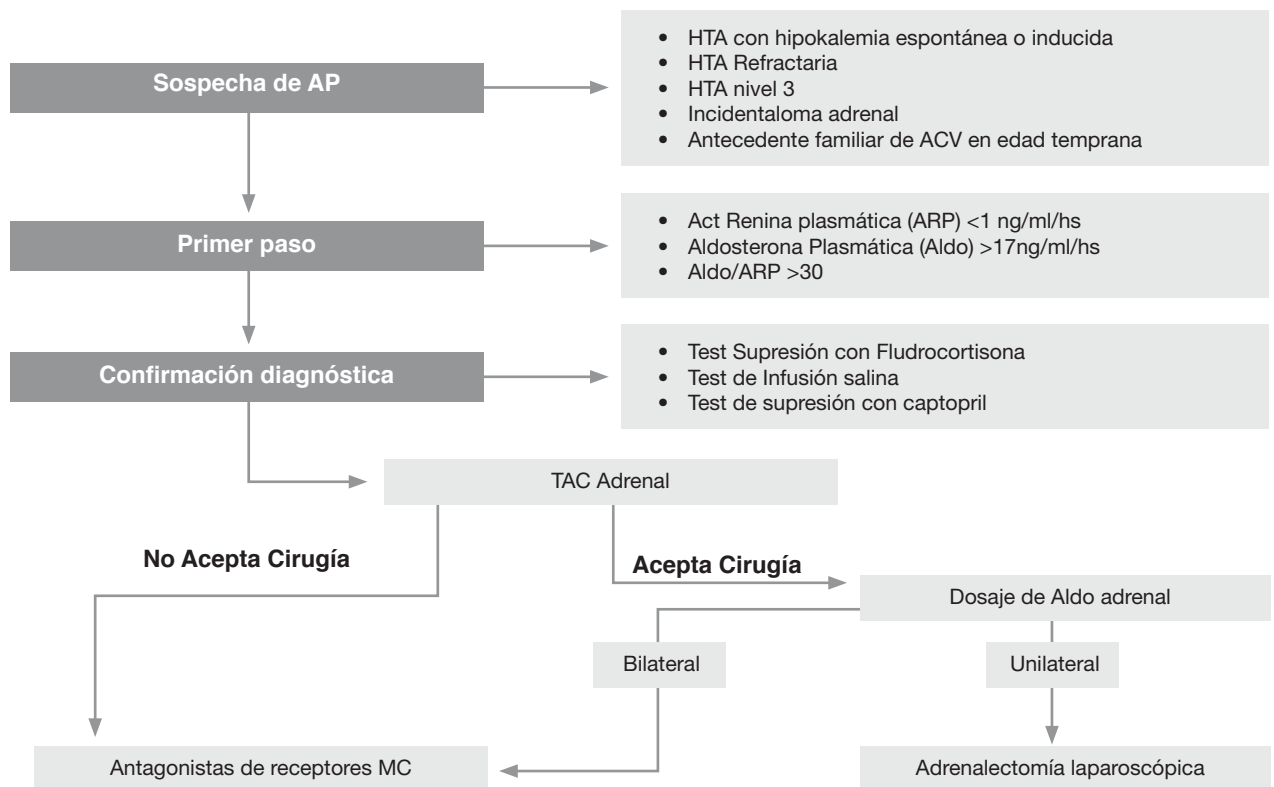 Sospecha de AP
• HTA con hipokalemia espontánea o inducida
• HTA Refractaria
• HTA nivel 3
• Incidentaloma adrenal
• Antecedente familiar de ACV en edad temprana
Primer paso
• Act Renina plasmática (ARP) <1 ng/ml/hs
• Aldosterona Plasmática (Aldo) >17ng/ml/hs
• Aldo/ARP >30
Confirmación diagnóstica
• Test Supresión con Fludrocortisona
• Test de Infusión salina
• Test de supresión con captopril
TAC Adrenal
No Acepta Cirugía
Acepta Cirugía
Dosaje de Aldo adrenal
Bilateral
Unilateral
Antagonistas de receptores MC
Adrenalectomía laparoscópica